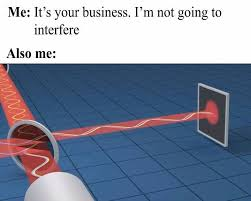 Me: It's your business. I'm not going to
interfere
Also me: